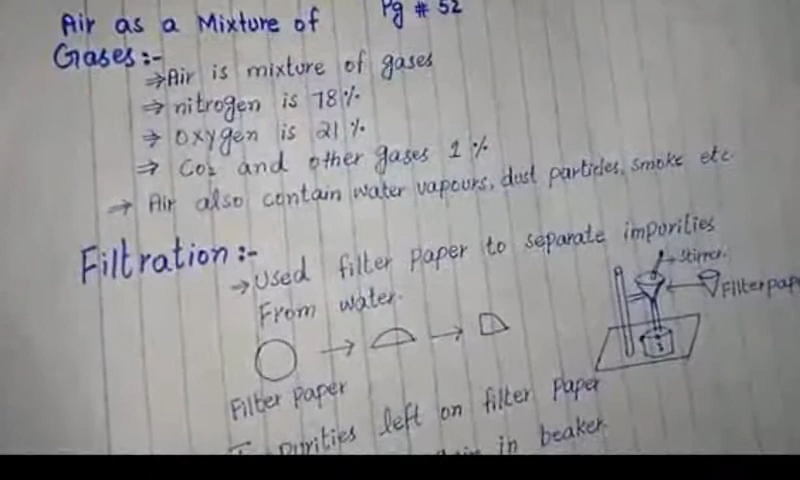 Air as a Mixture of Pg # 52
Gases:-
⇒ Air is mixture of gases
⇒ nitrogen is 78%
⇒ Oxygen is 21%
⇒ CO₂ and other gases 1%
⇒ Air also contain water vapours, dust particles, smoke etc
Filtration:-
→ Used filter paper to separate impurities
From water.
Stirrer.
Filter pap
Filter paper
purities left on filter Paper
in beaker.